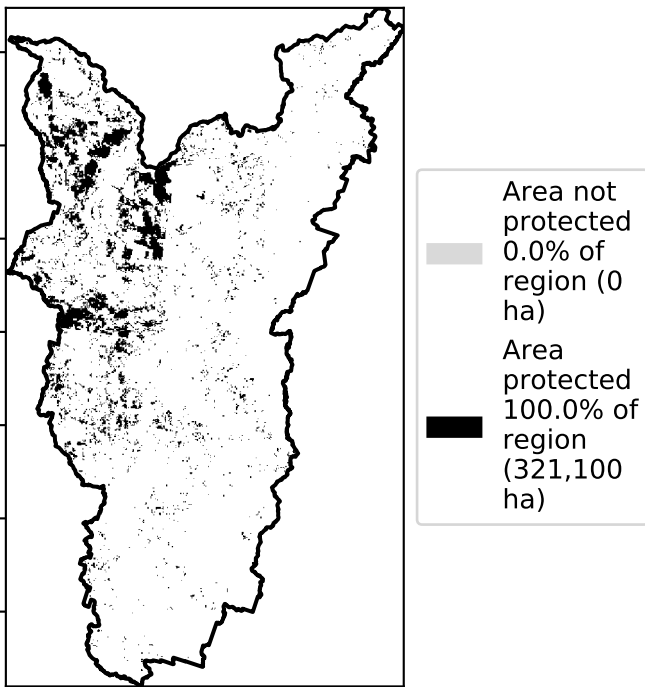 Area not
protected
0.0% of
region (0
ha)
Area
protected
100.0% of
region
(321,100
ha)